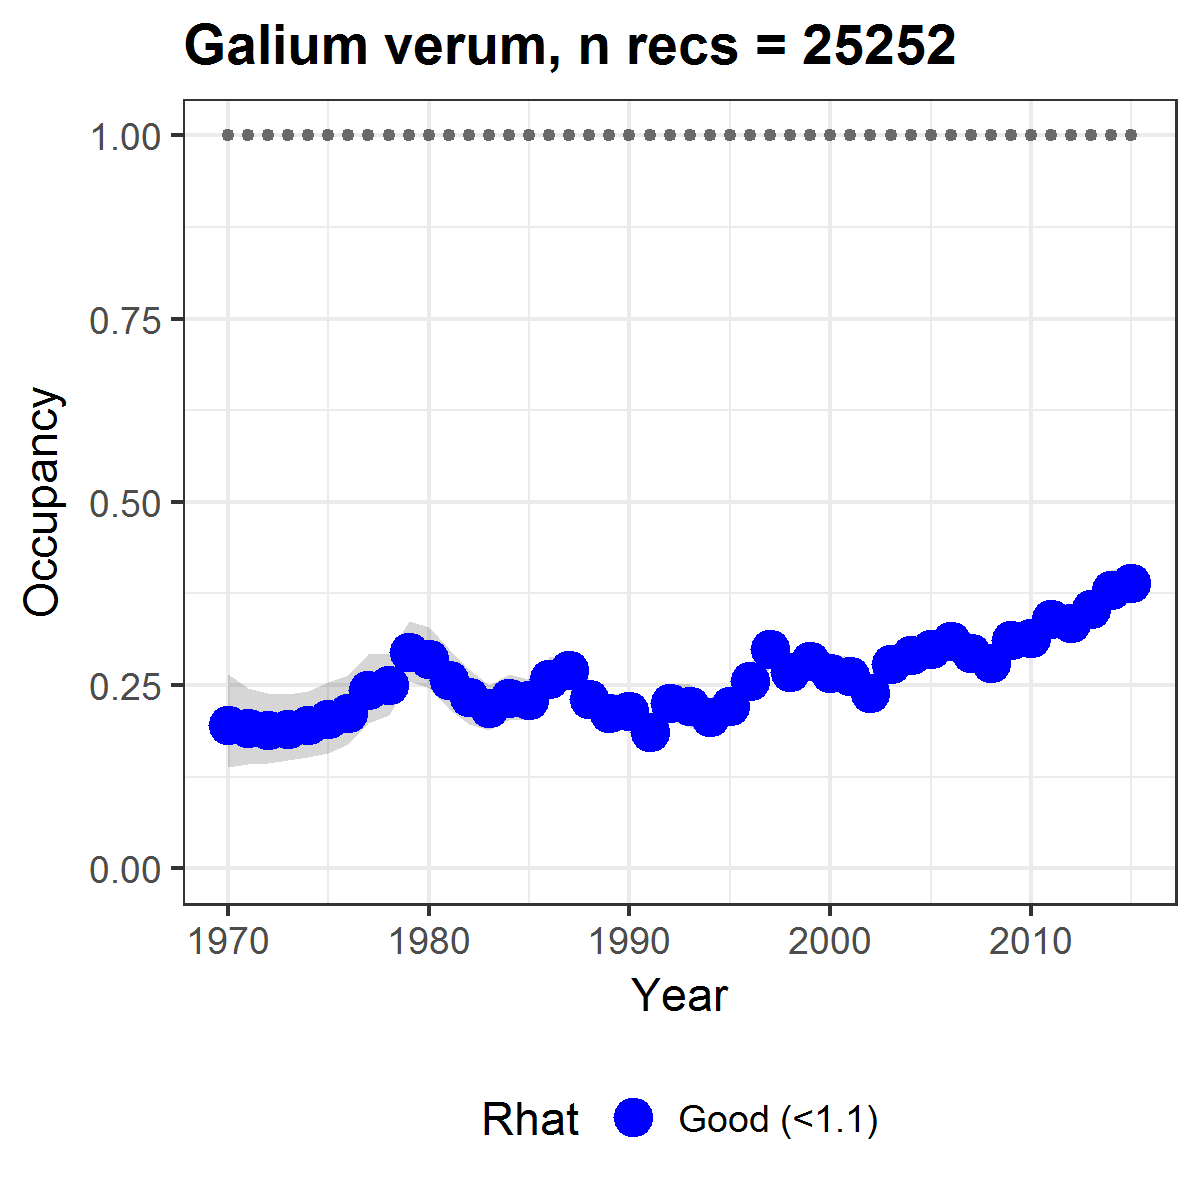 Galium verum, n recs = 25252
1.00
0.75
0.50
0.25
0.00
Occupancy
1970 1980 1990 2000 2010
Year
Rhat Good (<1.1)